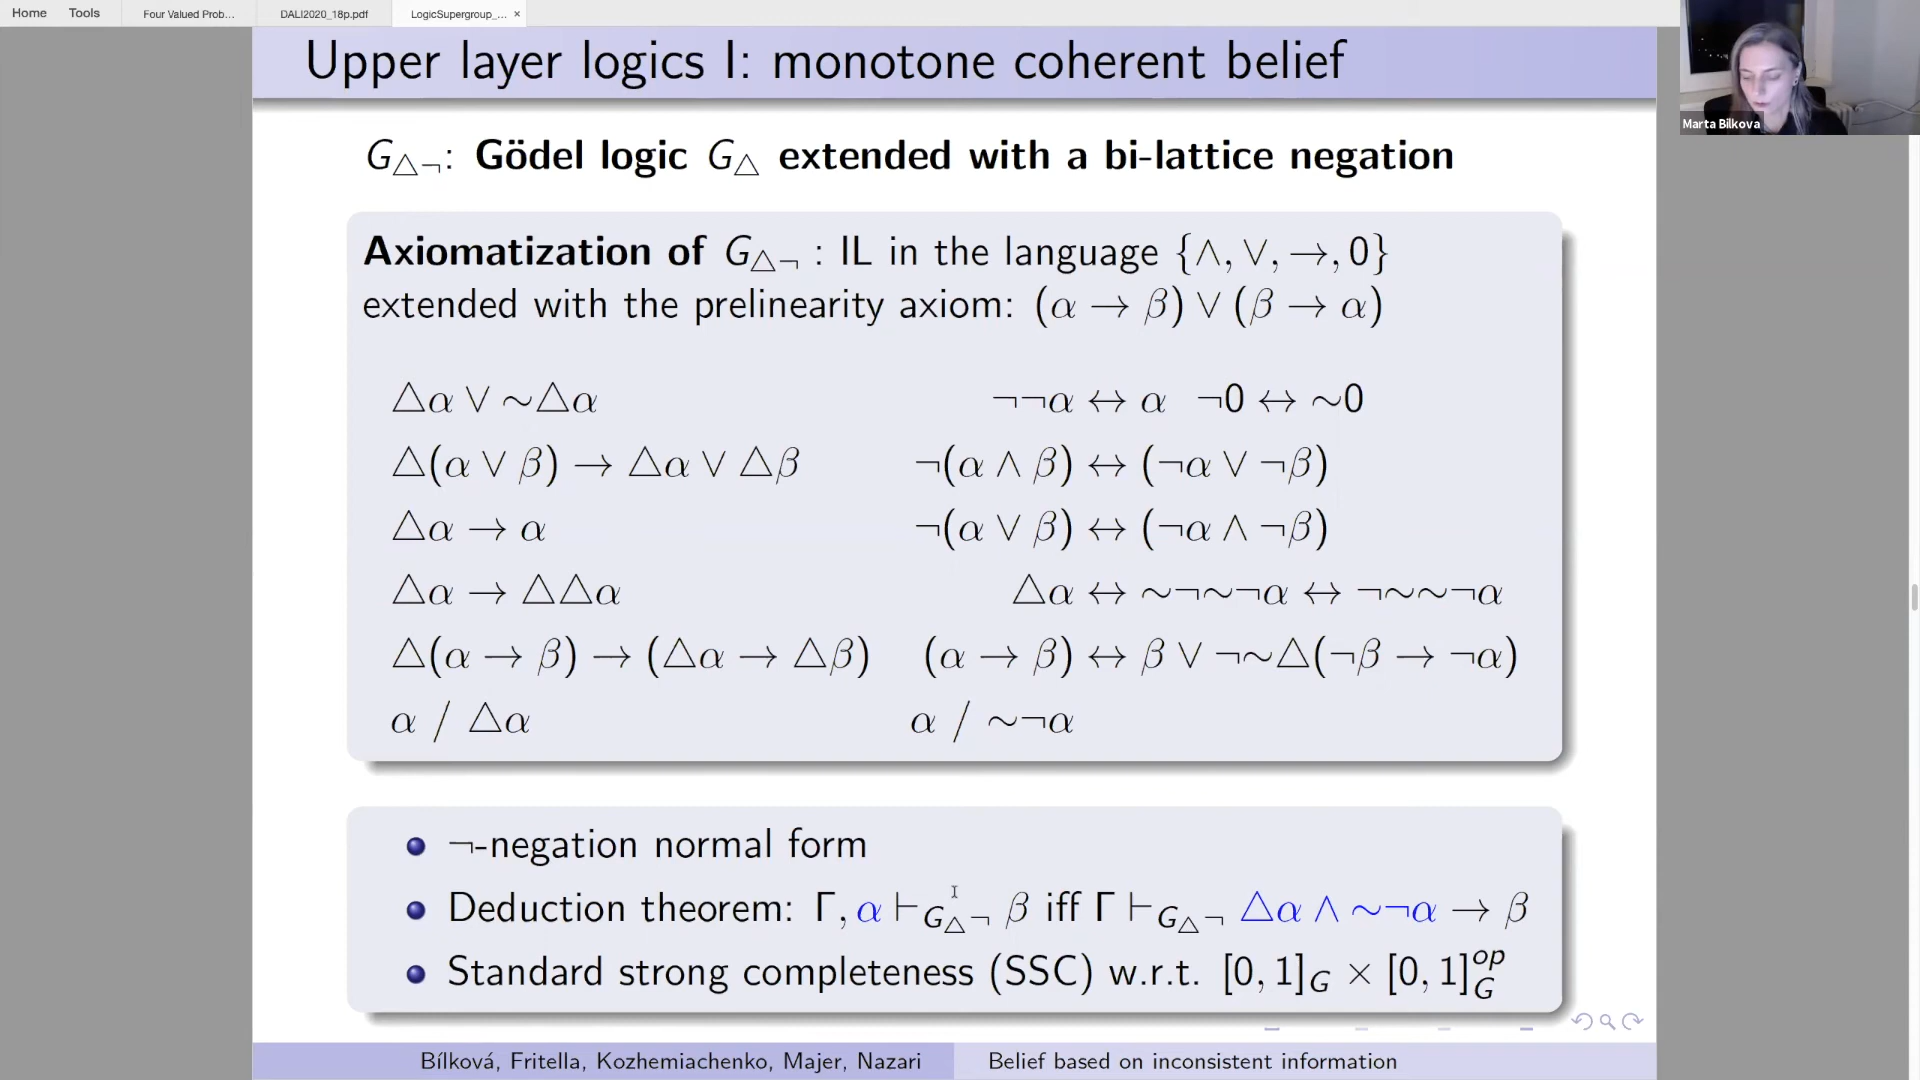 Home Tools Four Valued Prob... DALI2020_18p.pdf LogicSupergroup_... ×
Upper layer logics I: monotone coherent belief
Marta Bilkova
G△¬: Gödel logic G△ extended with a bi-lattice negation
Axiomatization of G△¬ : IL in the language {∧, ∨, →, 0}
extended with the prelinearity axiom: (α → β) ∨ (β → α)
△α ∨ ∼△α ¬¬α ↔ α ¬0 ↔ ∼0
△(α ∨ β) → △α ∨ △β ¬(α ∧ β) ↔ (¬α ∨ ¬β)
△α → α ¬(α ∨ β) ↔ (¬α ∧ ¬β)
△α → △△α △α ↔ ∼¬∼¬α ↔ ¬∼∼¬α
△(α → β) → (△α → △β) (α → β) ↔ β ∨ ¬∼△(¬β → ¬α)
α / △α α / ∼¬α
¬-negation normal form
Deduction theorem: Γ, α ⊢G△¬ β iff Γ ⊢G△¬ △α ∧ ∼¬α → β
Standard strong completeness (SSC) w.r.t. [0, 1]G × [0, 1]G^op
Bílková, Fritella, Kozhemiachenko, Majer, Nazari Belief based on inconsistent information